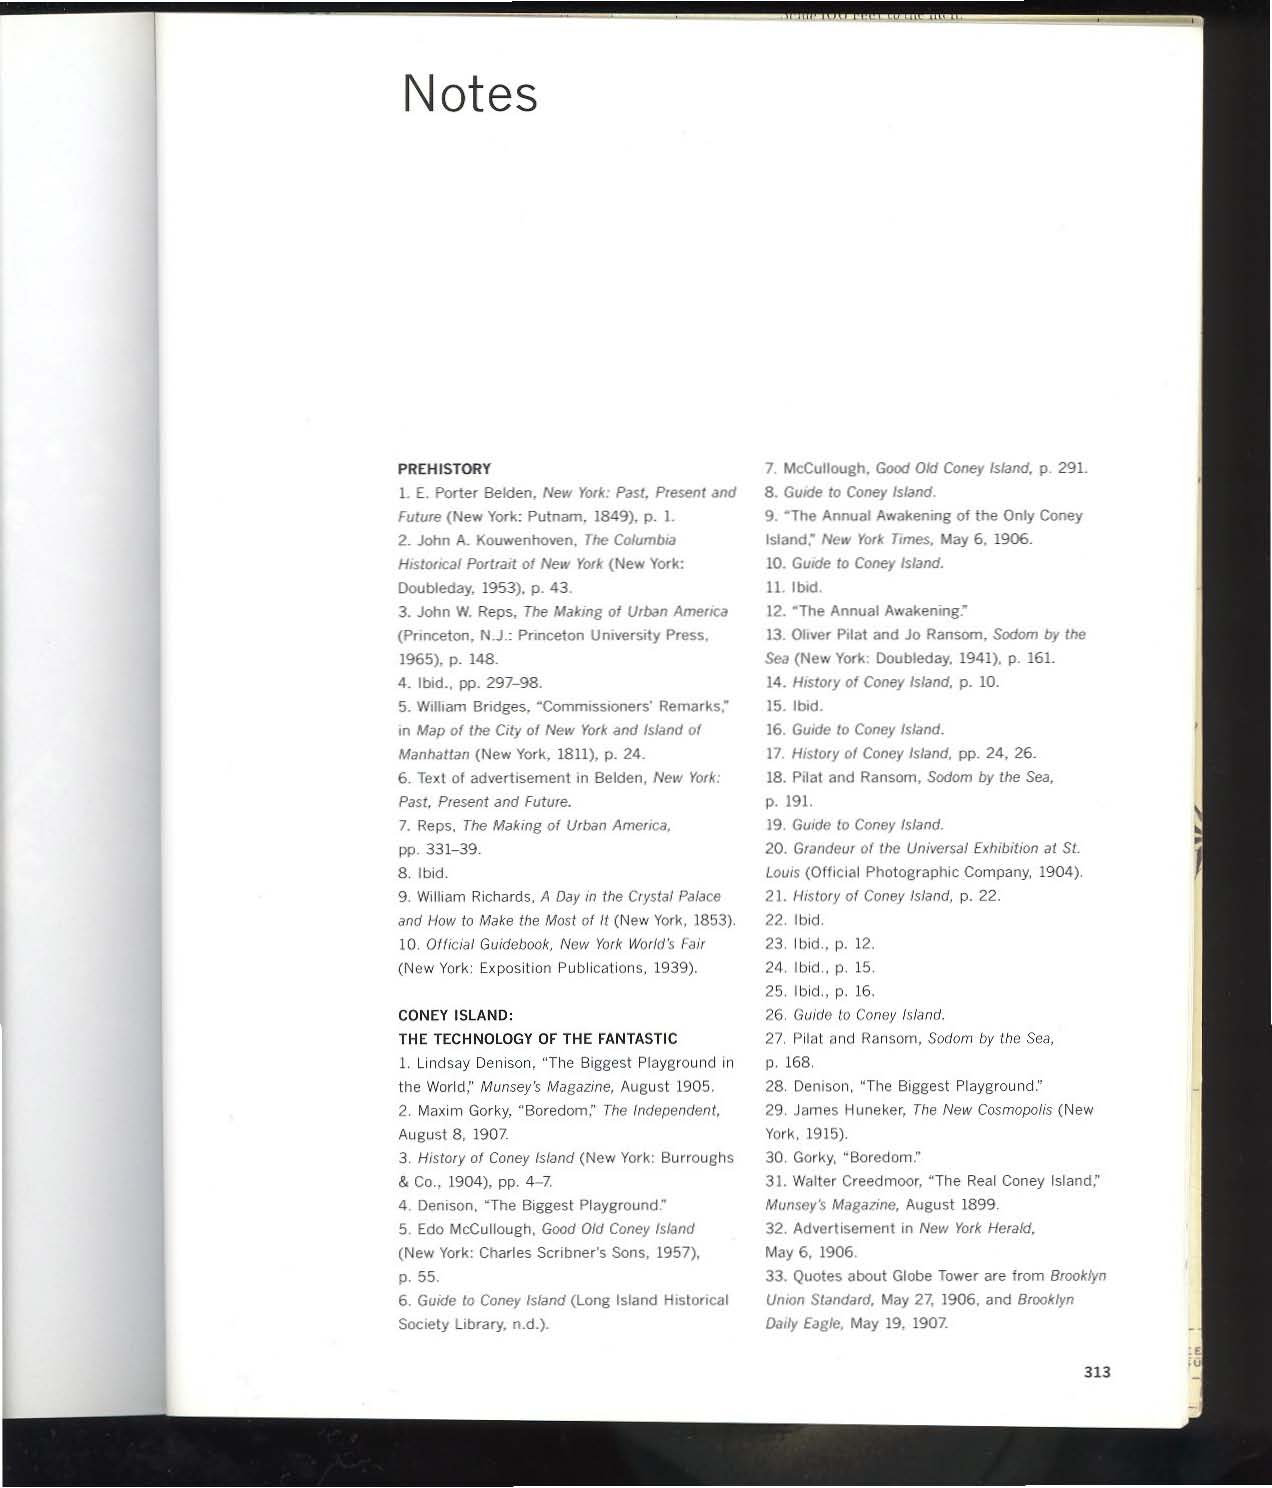 Notes
PREHISTORY
1. E. Porter Belden, New York: Past, Present and
Future (New York: Putnam, 1849), p. 1.
2. John A. Kouwenhoven, The Columbia
Historical Portrait of New York (New York:
Doubleday, 1953), p. 43.
3. John W. Reps, The Making of Urban America
(Princeton, N.J.: Princeton University Press,
1965), p. 148.
4. Ibid., pp. 297–98.
5. William Bridges, “Commissioners’ Remarks,”
in Map of the City of New York and Island of
Manhattan (New York, 1811), p. 24.
6. Text of advertisement in Belden, New York:
Past, Present and Future.
7. Reps, The Making of Urban America,
pp. 331–39.
8. Ibid.
9. William Richards, A Day in the Crystal Palace
and How to Make the Most of It (New York, 1853).
10. Official Guidebook, New York World’s Fair
(New York: Exposition Publications, 1939).
CONEY ISLAND:
THE TECHNOLOGY OF THE FANTASTIC
1. Lindsay Denison, “The Biggest Playground in
the World,” Munsey’s Magazine, August 1905.
2. Maxim Gorky, “Boredom,” The Independent,
August 8, 1907.
3. History of Coney Island (New York: Burroughs
& Co., 1904), pp. 4–7.
4. Denison, “The Biggest Playground.”
5. Edo McCullough, Good Old Coney Island
(New York: Charles Scribner’s Sons, 1957),
p. 55.
6. Guide to Coney Island (Long Island Historical
Society Library, n.d.).
7. McCullough, Good Old Coney Island, p. 291.
8. Guide to Coney Island.
9. “The Annual Awakening of the Only Coney
Island,” New York Times, May 6, 1906.
10. Guide to Coney Island.
11. Ibid.
12. “The Annual Awakening.”
13. Oliver Pilat and Jo Ransom, Sodom by the
Sea (New York: Doubleday, 1941), p. 161.
14. History of Coney Island, p. 10.
15. Ibid.
16. Guide to Coney Island.
17. History of Coney Island, pp. 24, 26.
18. Pilat and Ransom, Sodom by the Sea,
p. 191.
19. Guide to Coney Island.
20. Grandeur of the Universal Exhibition at St.
Louis (Official Photographic Company, 1904).
21. History of Coney Island, p. 22.
22. Ibid.
23. Ibid., p. 12.
24. Ibid., p. 15.
25. Ibid., p. 16.
26. Guide to Coney Island.
27. Pilat and Ransom, Sodom by the Sea,
p. 168.
28. Denison, “The Biggest Playground.”
29. James Huneker, The New Cosmopolis (New
York, 1915).
30. Gorky, “Boredom.”
31. Walter Creedmoor, “The Real Coney Island,”
Munsey’s Magazine, August 1899.
32. Advertisement in New York Herald,
May 6, 1906.
33. Quotes about Globe Tower are from Brooklyn
Union Standard, May 27, 1906, and Brooklyn
Daily Eagle, May 19, 1907.
313